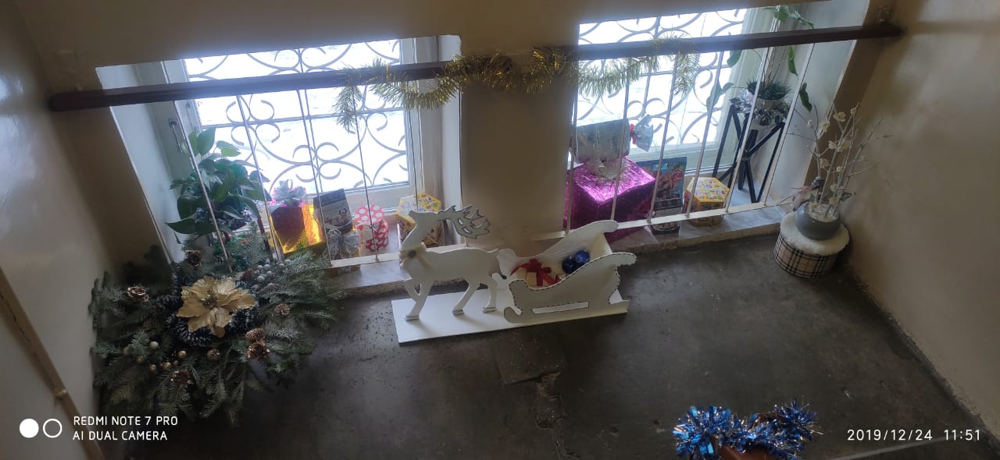 REDMI NOTE 7 PRO
AI DUAL CAMERA
2019/12/24 11:51